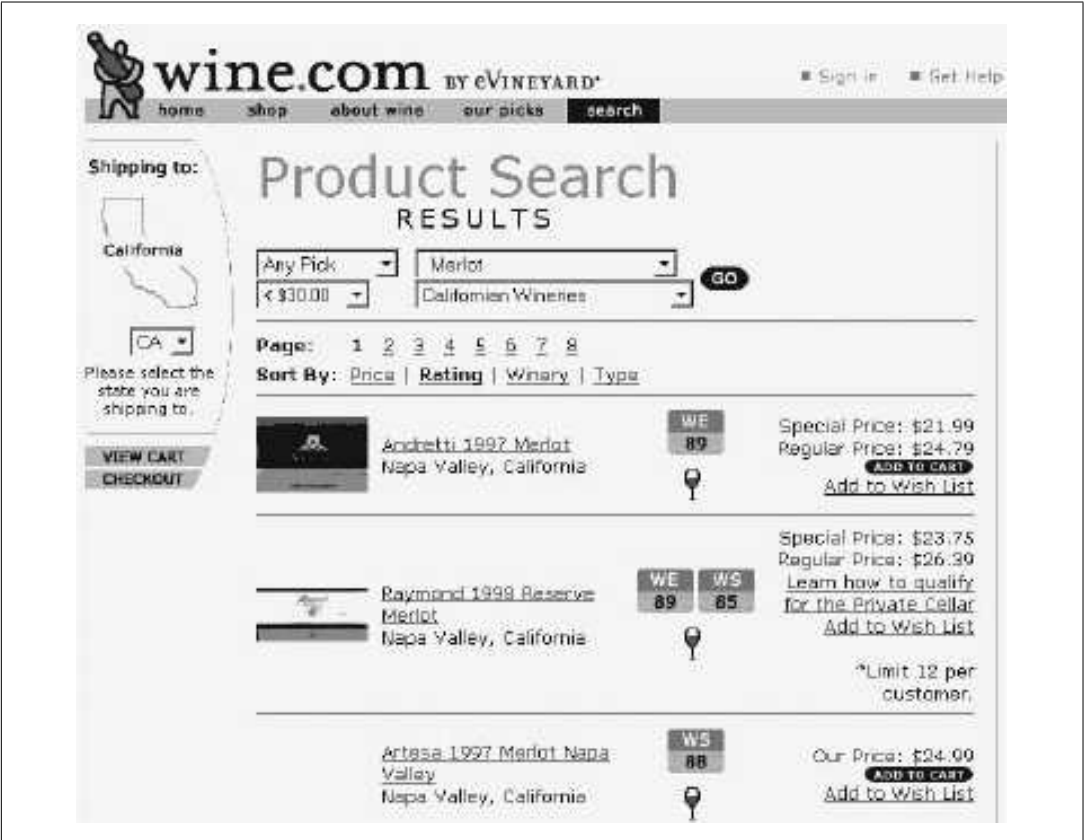 wine.com BY eVINEYARD
Sign in Get Help
home shop about wine our picks search
Shipping to:
California
CA
Please select the
state you are
shipping to.
VIEW CART
CHECKOUT
Product Search
RESULTS
Any Pick Merlot
< $30.00 Californian Wineries
GO
Page: 1 2 3 4 5 6 7 8
Sort By: Price | Rating | Winery | Type
Andretti 1997 Merlot
Napa Valley, California
WE
89
Special Price: $21.99
Regular Price: $24.79
ADD TO CART
Add to Wish List
Raymond Reserve
Merlot
Napa Valley, California
WE WS
89 85
Special Price: $23.75
Regular Price: $26.39
Learn how to qualify
for the Private Cellar
Add to Wish List
*Limit 12 per
customer.
Artesa 1997 Merlot Napa
Valley
Napa Valley, California
WS
88
Our Price: $24.99
ADD TO CART
Add to Wish List